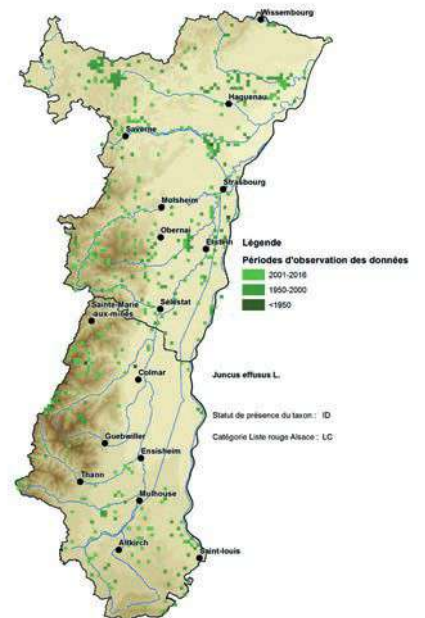 Wissembourg
Haguenau
Saverne
Strasbourg
Molsheim
Obernai
Erstein
Légende
Périodes d'observation des données
2001-2016
1950-2000
<1950
Sélestat
Sainte-Marie
aux-mines
Colmar
Juncus effusus L.
Statut de présence du taxon : ID
Catégorie Liste rouge Alsace : LC
Guebwiller
Ensisheim
Thann
Mulhouse
Altkirch
Saint-louis